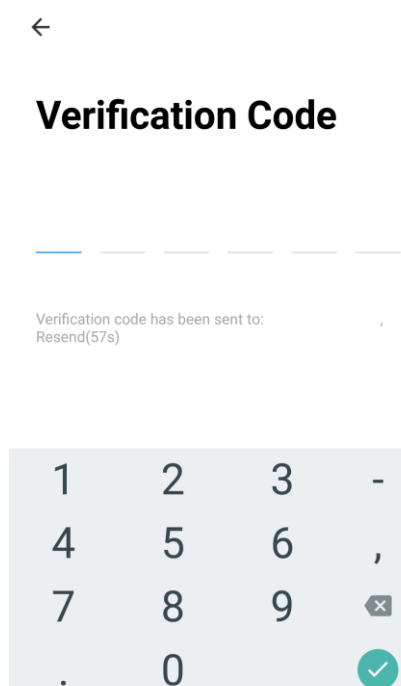 Verification Code
Verification code has been sent to: ,
Resend(57s)
1 2 3 -
4 5 6 ,
7 8 9
. 0